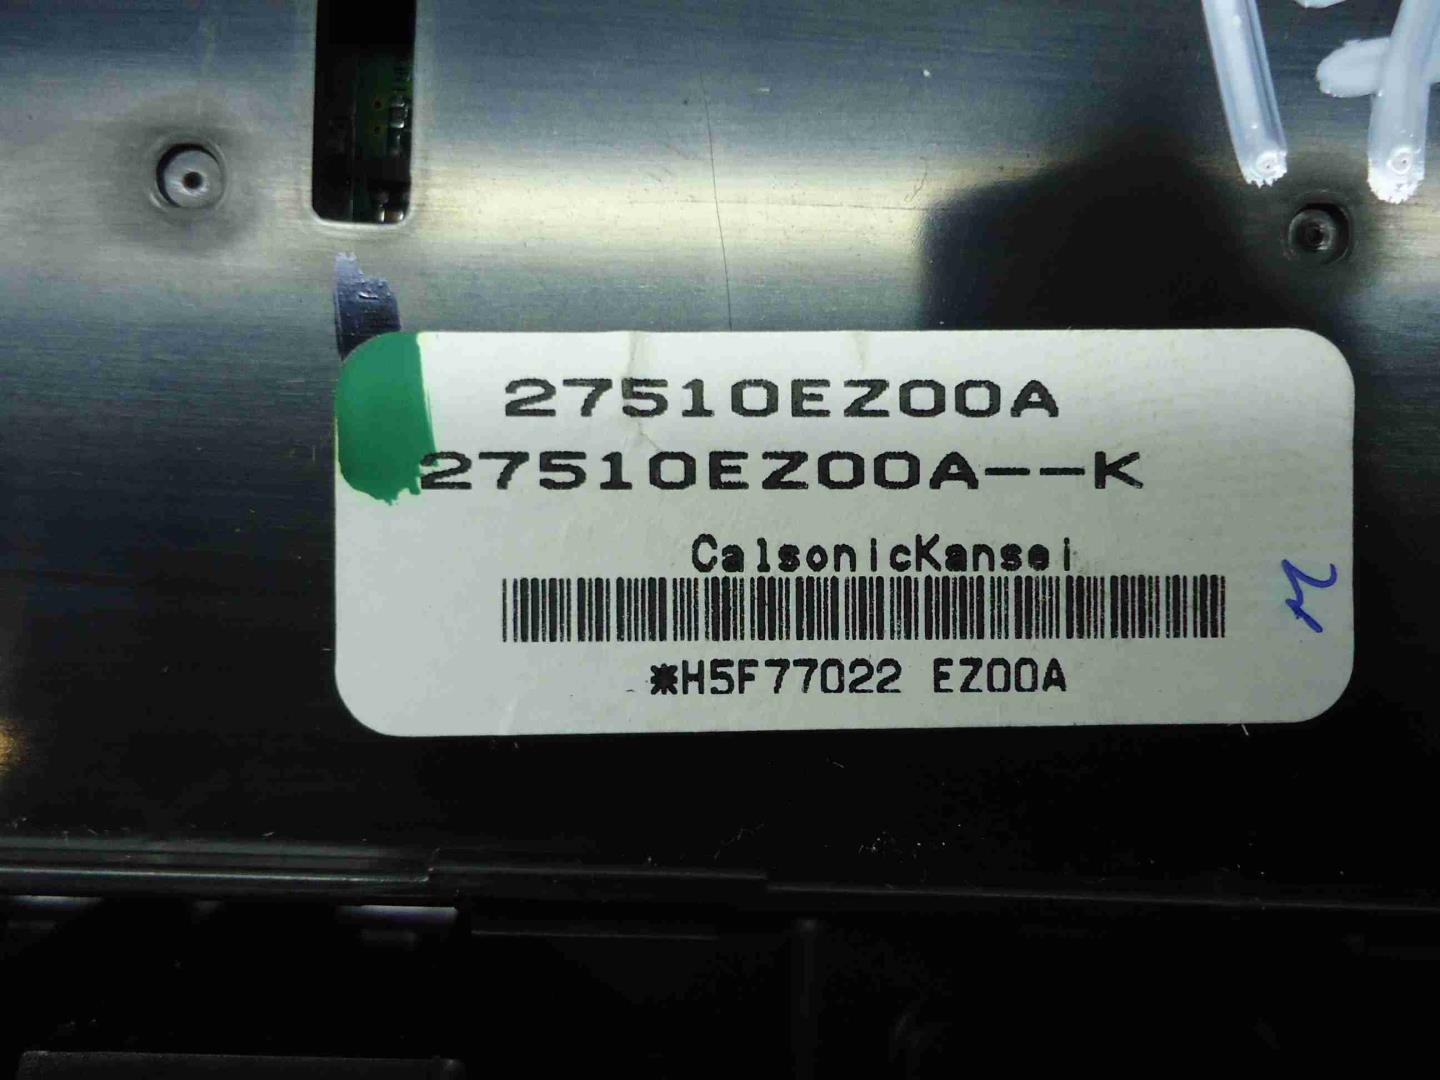 27510EZ00A
27510EZ00A--K
CalsonicKansei
*H5F77022 EZ00A